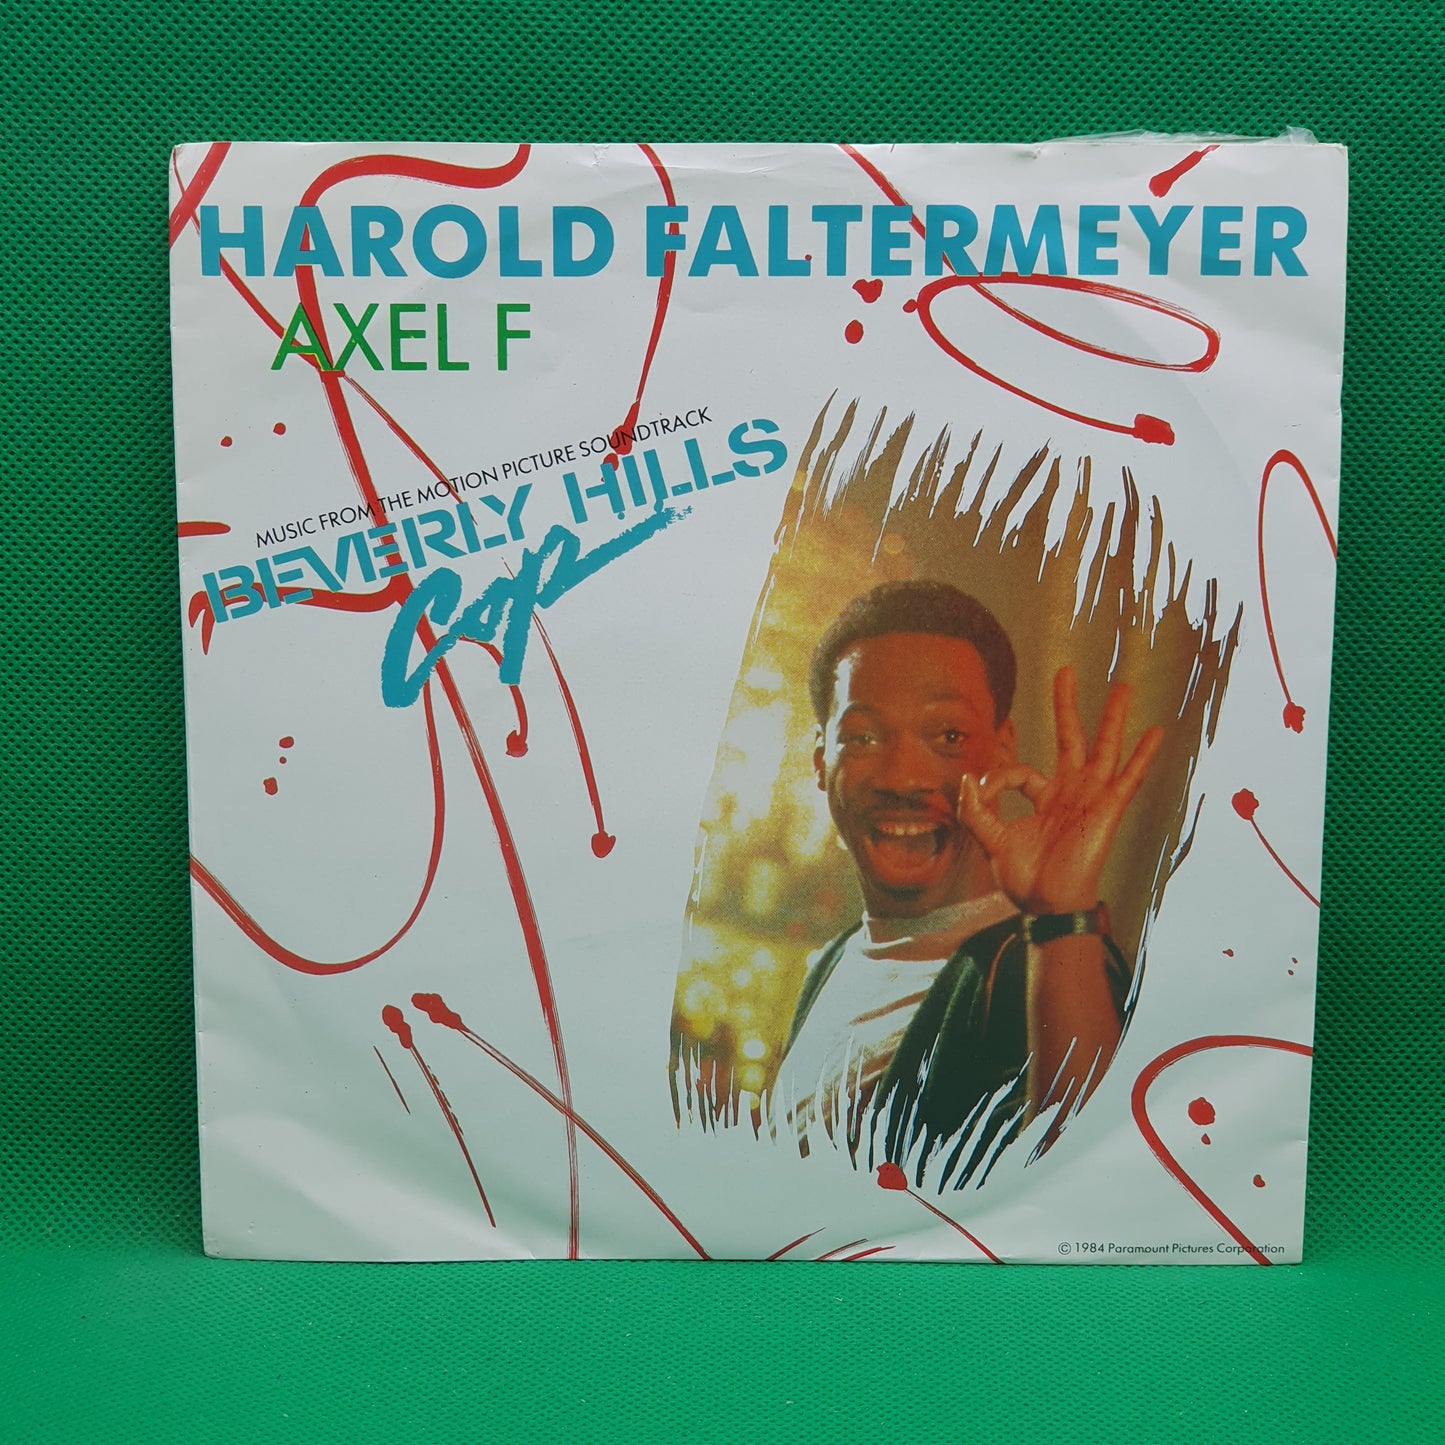 HAROLD FALTERMEYER
AXEL F
MUSIC FROM THE MOTION PICTURE SOUNDTRACK
BEVERLY HILLS
Cop
© 1984 Paramount Pictures Corporation